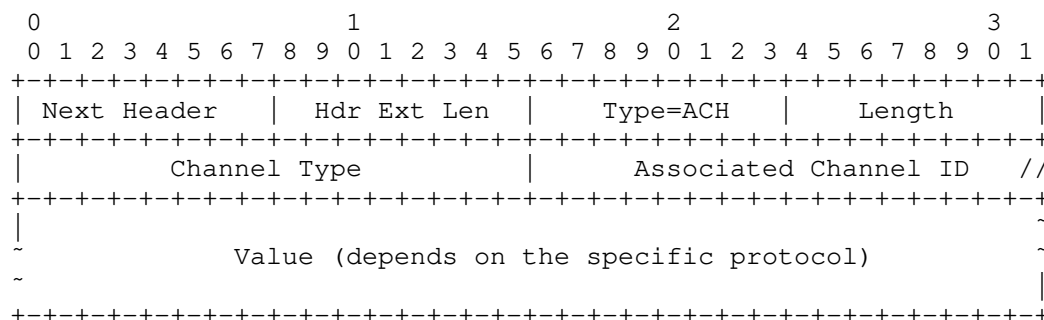 0                   1                   2                   3
0 1 2 3 4 5 6 7 8 9 0 1 2 3 4 5 6 7 8 9 0 1 2 3 4 5 6 7 8 9 0 1
+-+-+-+-+-+-+-+-+-+-+-+-+-+-+-+-+-+-+-+-+-+-+-+-+-+-+-+-+-+-+-+-+
| Next Header   |  Hdr Ext Len  |    Type=ACH   |    Length     |
+-+-+-+-+-+-+-+-+-+-+-+-+-+-+-+-+-+-+-+-+-+-+-+-+-+-+-+-+-+-+-+-+
|         Channel Type          |      Associated Channel ID   //
+-+-+-+-+-+-+-+-+-+-+-+-+-+-+-+-+-+-+-+-+-+-+-+-+-+-+-+-+-+-+-+-+
|                                                               ~
~             Value (depends on the specific protocol)          ~
~                                                               |
+-+-+-+-+-+-+-+-+-+-+-+-+-+-+-+-+-+-+-+-+-+-+-+-+-+-+-+-+-+-+-+-+